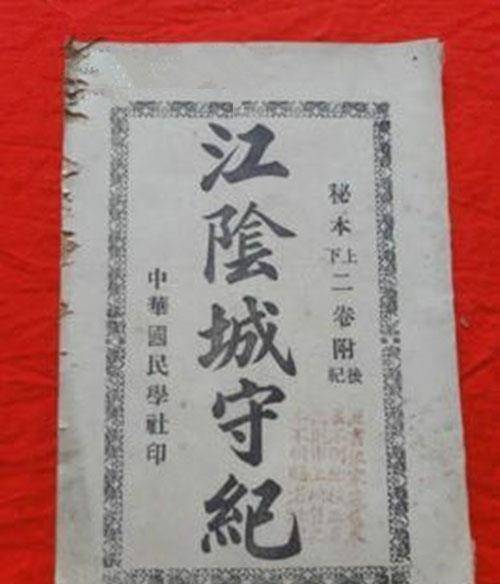 秘本上下二卷附後紀
江陰城守紀
中華國民學社印